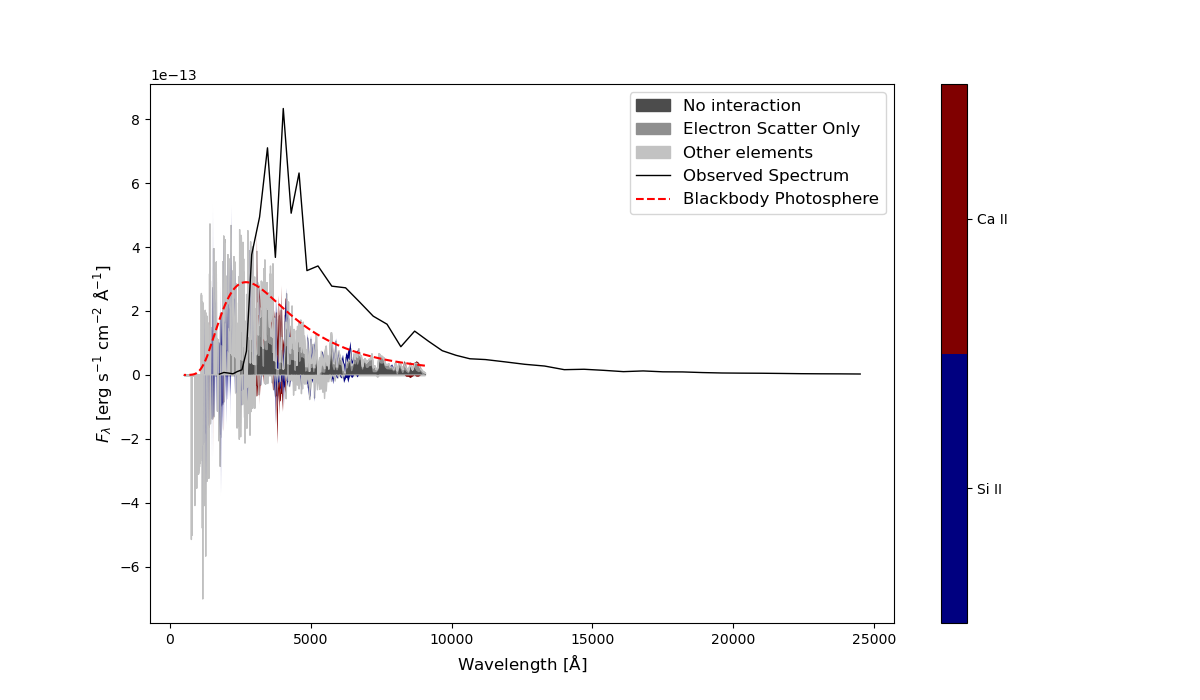 1e−13
No interaction
Electron Scatter Only
Other elements
Observed Spectrum
Blackbody Photosphere
8
6
4
2
0
−2
−4
−6
F_λ [erg s⁻¹ cm⁻² Å⁻¹]
0 5000 10000 15000 20000 25000
Wavelength [Å]
Ca II
Si II